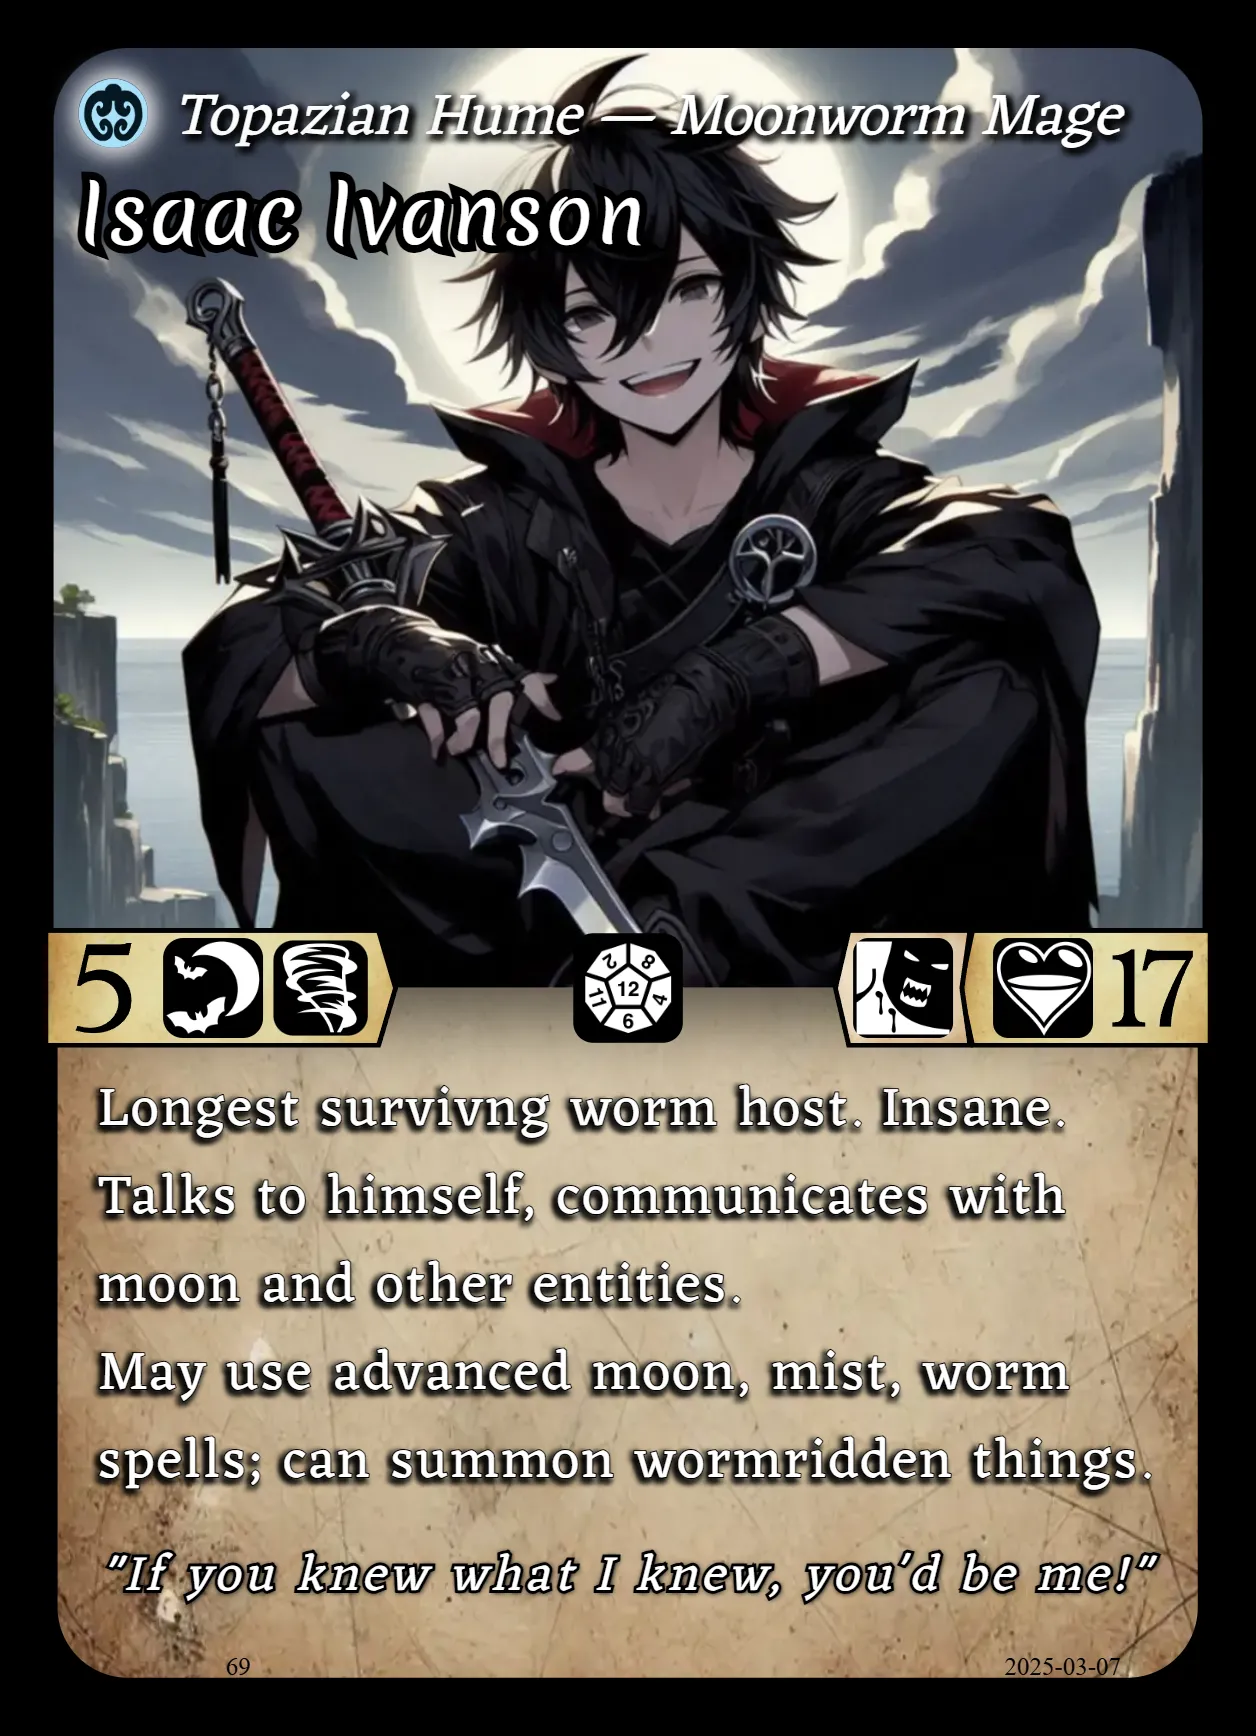 Topazian Hume — Moonworm Mage
Isaac Ivanson
5
2 8
11 12 4
6
17
Longest survivng worm host. Insane.
Talks to himself, communicates with
moon and other entities.
May use advanced moon, mist, worm
spells; can summon wormridden things.
"If you knew what I knew, you'd be me!"
69
2025-03-07